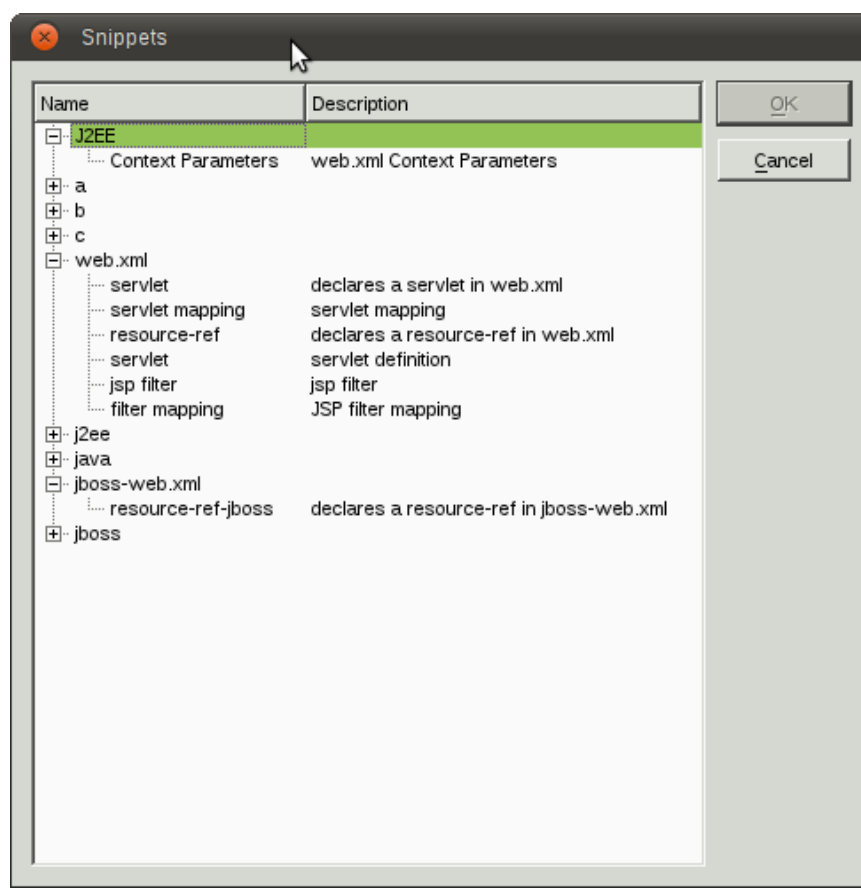 Snippets
Name Description
OK
J2EE
Cancel
Context Parameters web.xml Context Parameters
a
b
c
web.xml
servlet declares a servlet in web.xml
servlet mapping servlet mapping
resource-ref declares a resource-ref in web.xml
servlet servlet definition
jsp filter jsp filter
filter mapping JSP filter mapping
j2ee
java
jboss-web.xml
resource-ref-jboss declares a resource-ref in jboss-web.xml
jboss